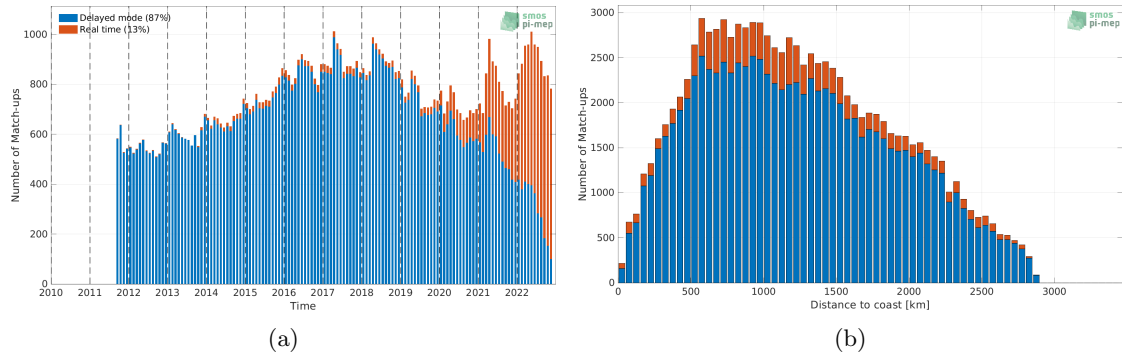 Delayed mode (87%)
Real time (13%)
smos
pi-mep
1000
800
600
400
200
0
Number of Match-ups
2010 2011 2012 2013 2014 2015 2016 2017 2018 2019 2020 2021 2022
Time
(a)
smos
pi-mep
3000
2500
2000
1500
1000
500
0
Number of Match-ups
0 500 1000 1500 2000 2500 3000
Distance to coast [km]
(b)